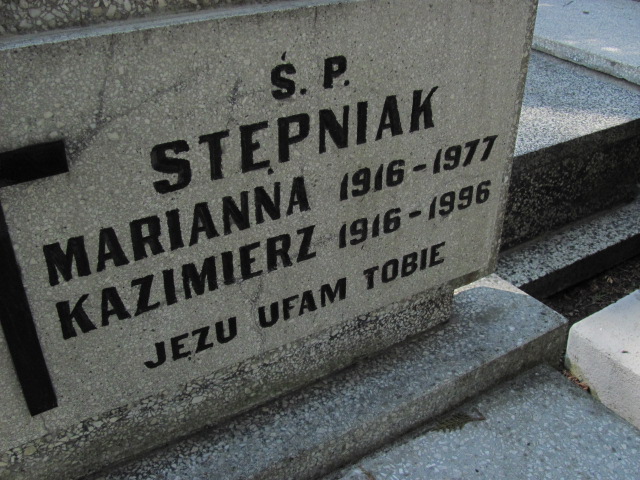 Ś. P.
STĘPNIAK
MARIANNA 1916-1977
KAZIMIERZ 1916-1996
JEZU UFAM TOBIE